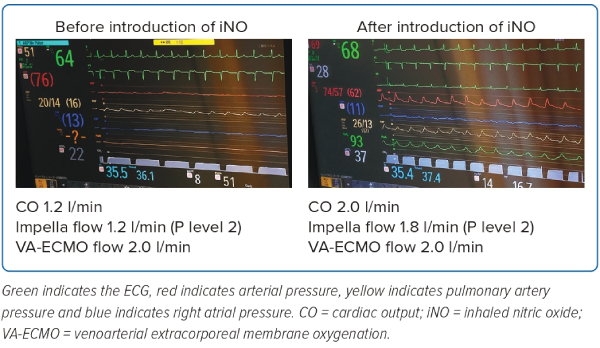 Before introduction of iNO
After introduction of iNO
51
64
(76)
20/14 (16)
(13)
-?-
22
35.5 36.1
8 51
68
28
74/57 (62)
(11)
26/13
93
37
35.4 37.4
14 16.7
CO 1.2 l/min
Impella flow 1.2 l/min (P level 2)
VA-ECMO flow 2.0 l/min
CO 2.0 l/min
Impella flow 1.8 l/min (P level 2)
VA-ECMO flow 2.0 l/min
Green indicates the ECG, red indicates arterial pressure, yellow indicates pulmonary artery
pressure and blue indicates right atrial pressure. CO = cardiac output; iNO = inhaled nitric oxide;
VA-ECMO = venoarterial extracorporeal membrane oxygenation.